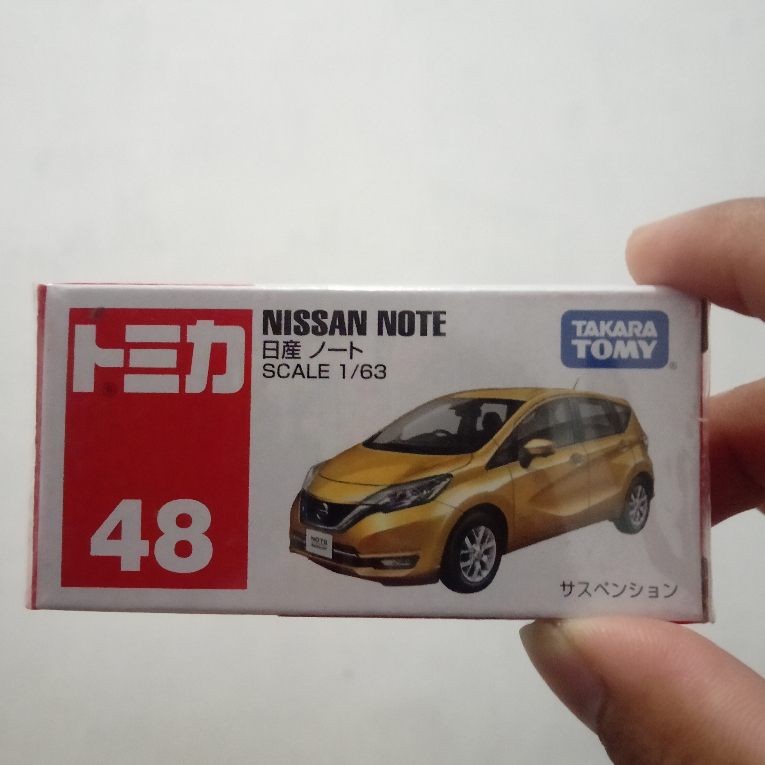 トミカ
48
NISSAN NOTE
日産 ノート
SCALE 1/63
TAKARA
TOMY
®
NOTE
サスペンション